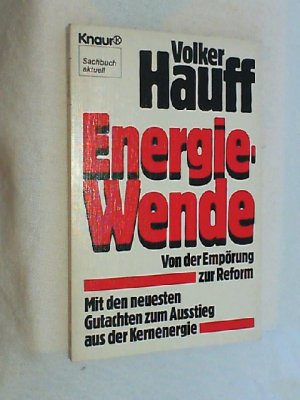 Knaur®
Sachbuch
aktuell
Volker
Hauff
Energie-
Wende
Von der Empörung
zur Reform
Mit den neuesten
Gutachten zum Ausstieg
aus der Kernenergie